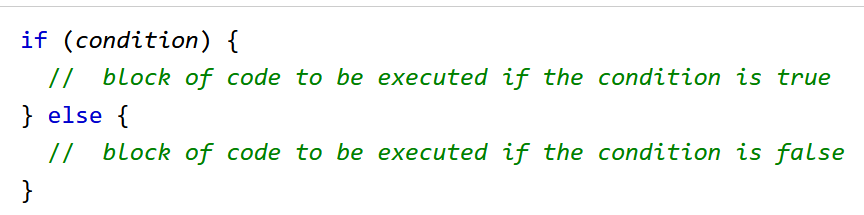 if (condition) {
  //  block of code to be executed if the condition is true
} else {
  //  block of code to be executed if the condition is false
}